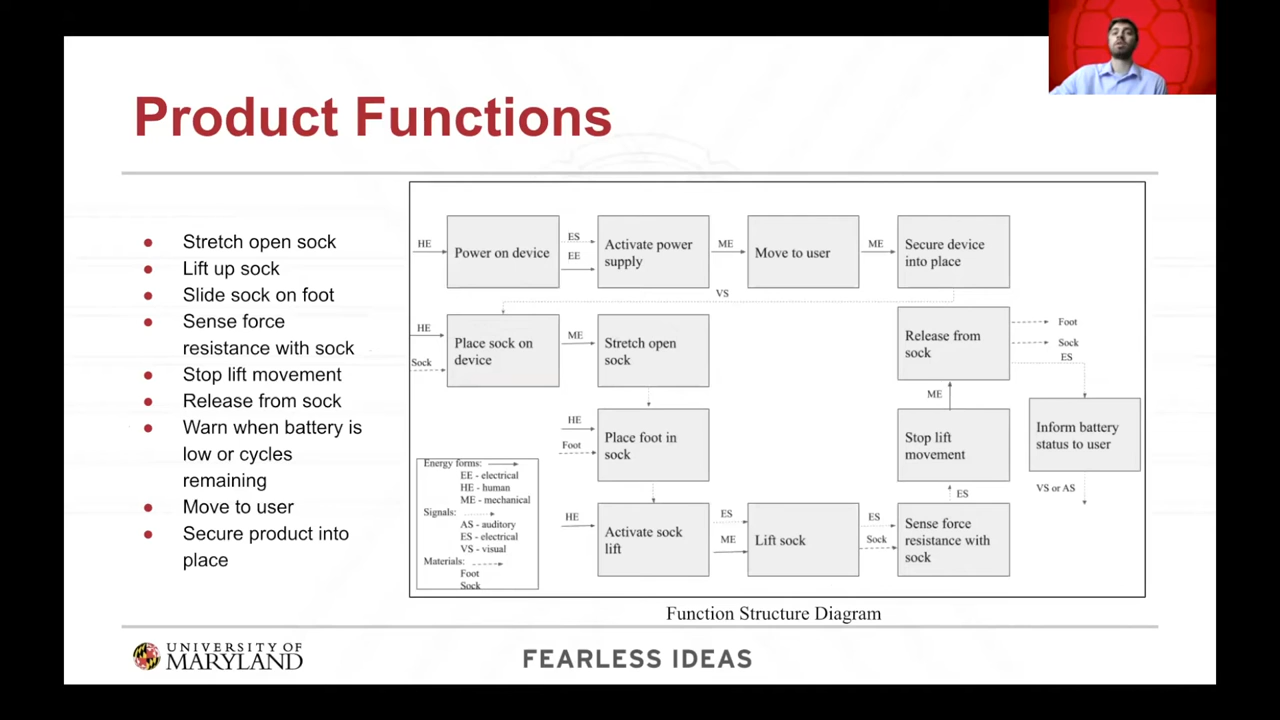 Product Functions
Stretch open sock
Lift up sock
Slide sock on foot
Sense force
resistance with sock
Stop lift movement
Release from sock
Warn when battery is
low or cycles
remaining
Move to user
Secure product into
place
HE
Power on device
ES
EE
Activate power
supply
ME
Move to user
ME
Secure device
into place
VS
HE
Sock
Place sock on
device
ME
Stretch open
sock
Release from
sock
Foot
Sock
ES
ME
HE
Foot
Place foot in
sock
Stop lift
movement
Inform battery
status to user
VS or AS
ES
HE
Activate sock
lift
ES
ME
Lift sock
ES
Sock
Sense force
resistance with
sock
Energy forms:
EE - electrical
HE - human
ME - mechanical
Signals:
AS - auditory
ES - electrical
VS - visual
Materials:
Foot
Sock
Function Structure Diagram
UNIVERSITY OF
MARYLAND
FEARLESS IDEAS